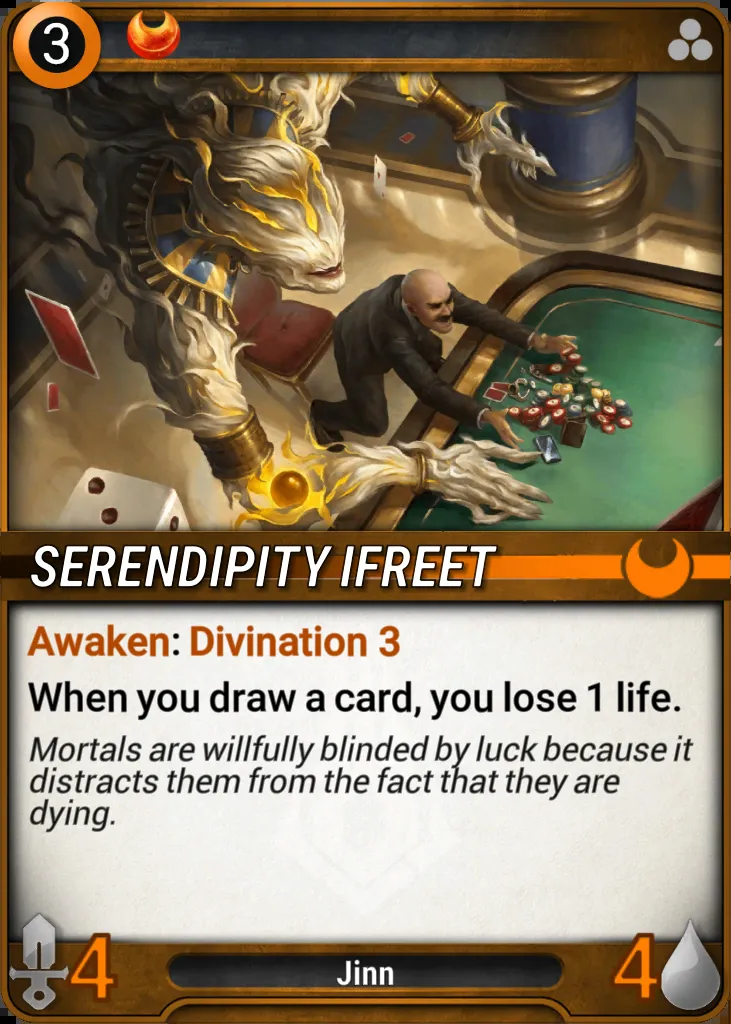 3
SERENDIPITY IFREET
Awaken: Divination 3
When you draw a card, you lose 1 life.
Mortals are willfully blinded by luck because it
distracts them from the fact that they are
dying.
4
Jinn
4